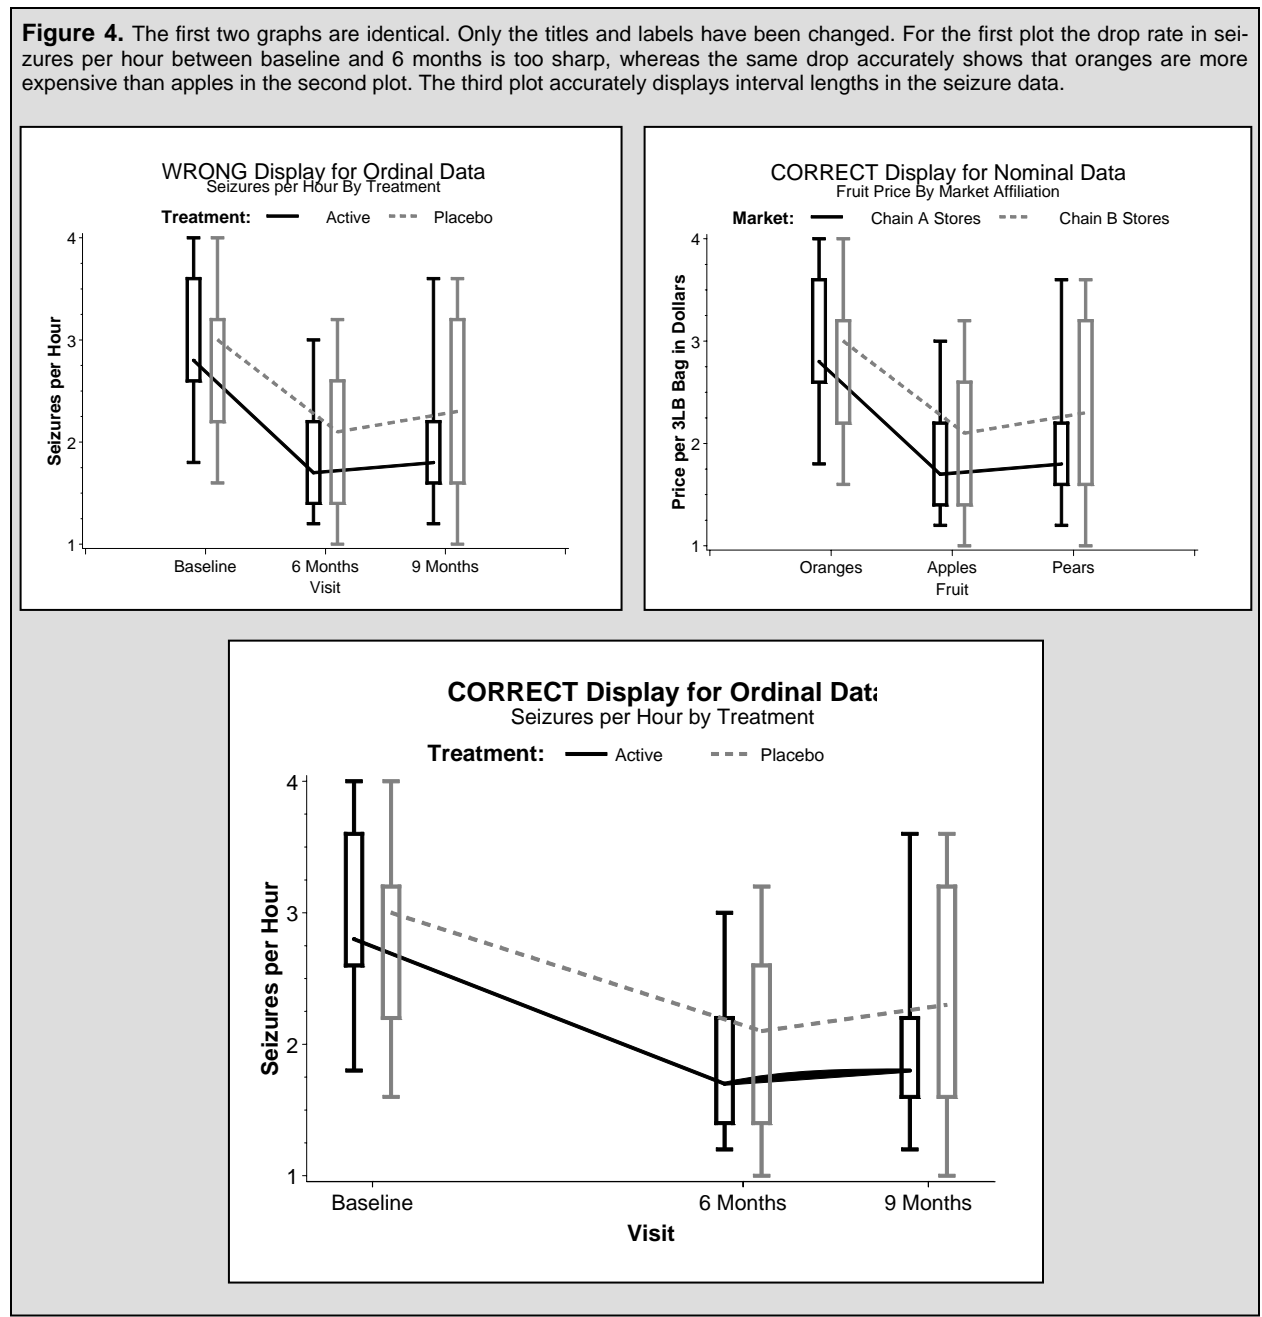 Figure 4. The first two graphs are identical. Only the titles and labels have been changed. For the first plot the drop rate in sei-
zures per hour between baseline and 6 months is too sharp, whereas the same drop accurately shows that oranges are more
expensive than apples in the second plot. The third plot accurately displays interval lengths in the seizure data.
WRONG Display for Ordinal Data
Seizures per Hour By Treatment
Treatment: Active Placebo
4
3
2
1
Seizures per Hour
Baseline 6 Months 9 Months
Visit
CORRECT Display for Nominal Data
Fruit Price By Market Affiliation
Market: Chain A Stores Chain B Stores
4
3
2
1
Price per 3LB Bag in Dollars
Oranges Apples Pears
Fruit
CORRECT Display for Ordinal Data
Seizures per Hour by Treatment
Treatment: Active Placebo
4
3
2
1
Seizures per Hour
Baseline 6 Months 9 Months
Visit